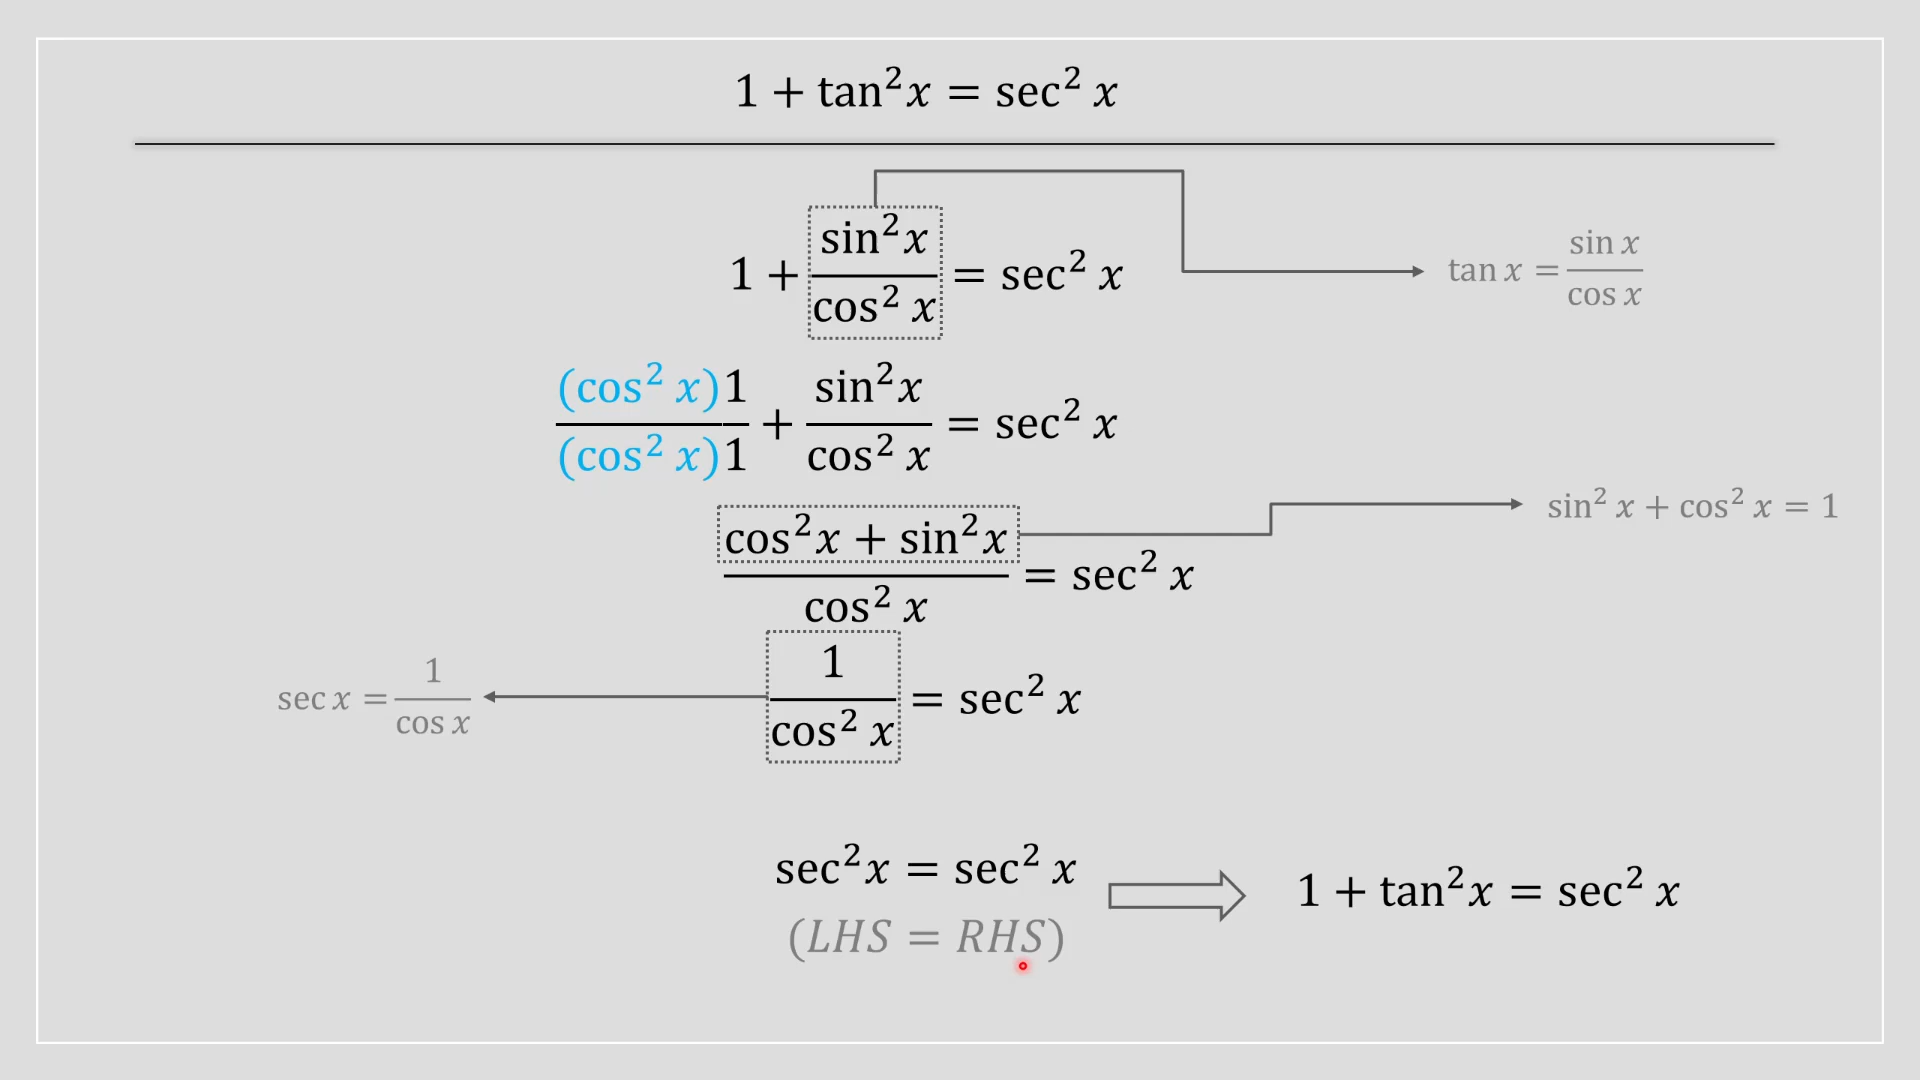 1 + tan²x = sec² x
1 + sin²x / cos² x = sec² x
tan x = sin x / cos x
(cos² x)1 / (cos² x)1 + sin²x / cos² x = sec² x
sin² x + cos² x = 1
cos²x + sin²x / cos² x = sec² x
sec x = 1 / cos x
1 / cos² x = sec² x
sec²x = sec² x
1 + tan²x = sec² x
(LHS = RHS)